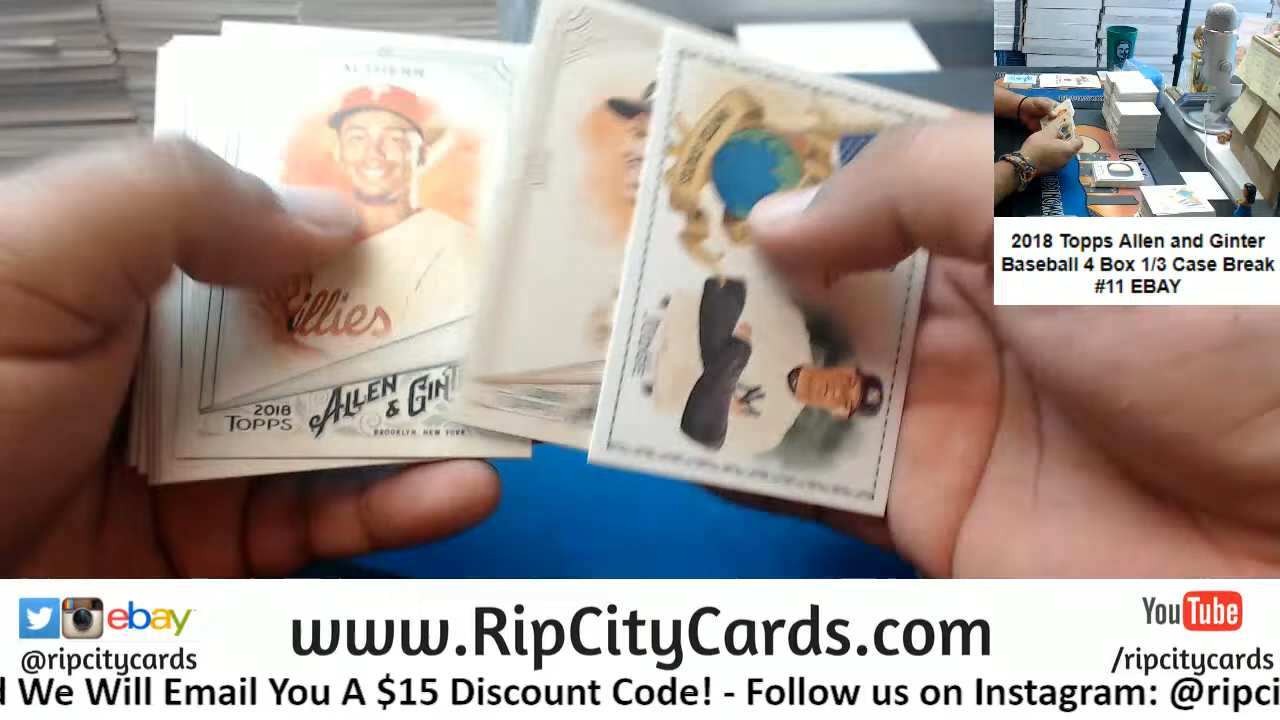 Phillies
2018
TOPPS
ALLEN
& GINT
BROOKLYN, NEW YORK
2018 Topps Allen and Ginter
Baseball 4 Box 1/3 Case Break
#11 EBAY
ebay
@ripcitycards
www.RipCityCards.com
YouTube
/ripcitycards
d We Will Email You A $15 Discount Code! - Follow us on Instagram: @ripci